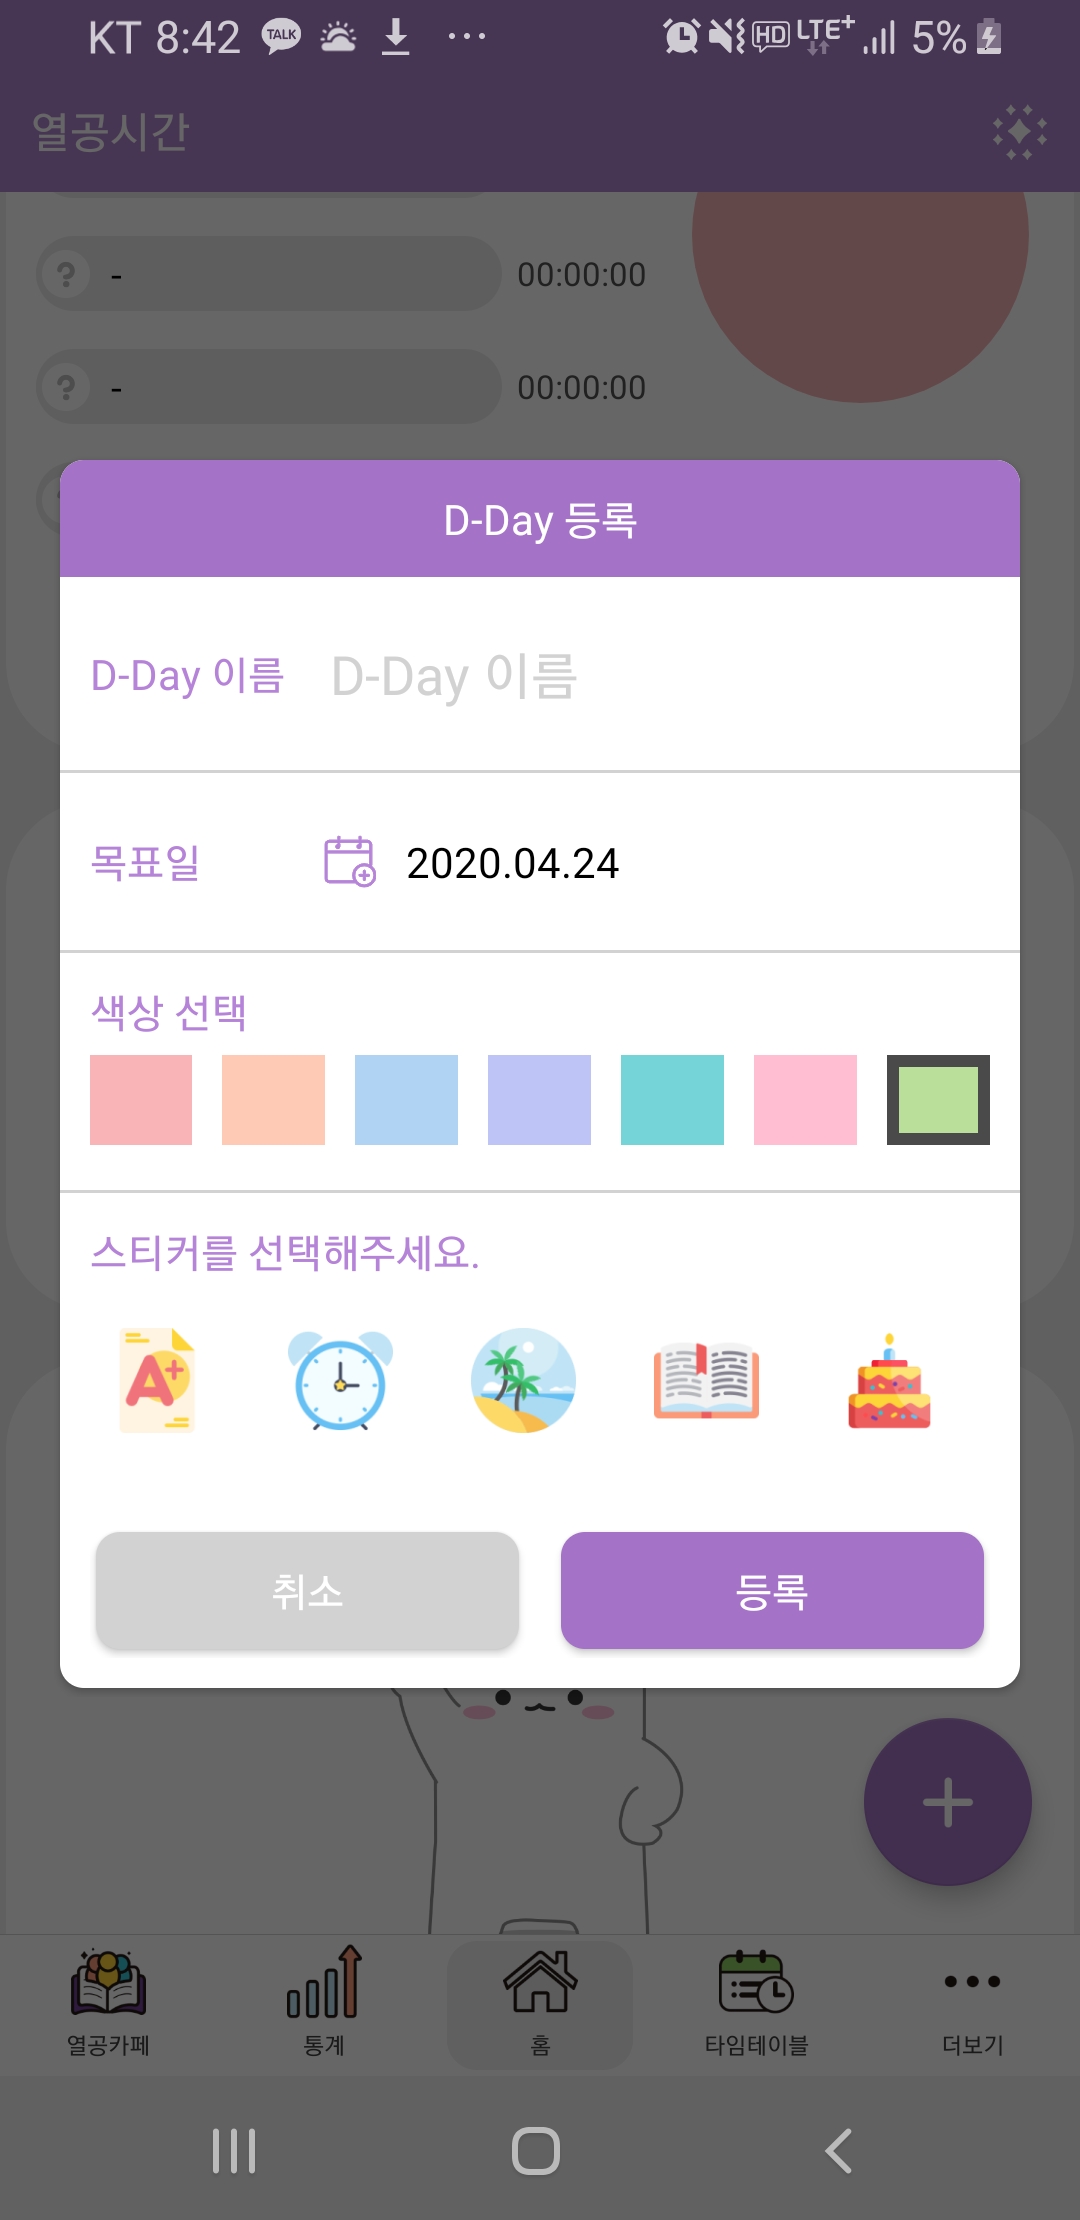 KT 8:42 TALK HD LTE+ 5%
열공시간
? - 00:00:00
? - 00:00:00
D-Day 등록
D-Day 이름 D-Day 이름
목표일 2020.04.24
색상 선택
스티커를 선택해주세요.
A+
취소 등록
열공카페 통계 홈 타임테이블 더보기